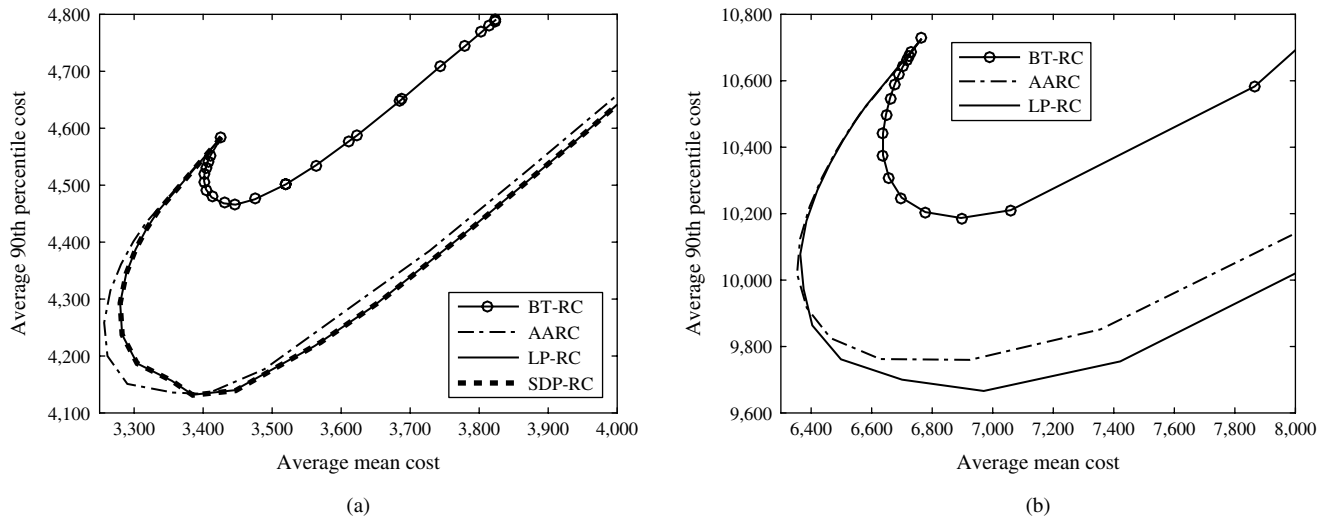 4,800
4,700
4,600
4,500
4,400
4,300
4,200
4,100
Average 90th percentile cost
3,300
3,400
3,500
3,600
3,700
3,800
3,900
4,000
Average mean cost
BT-RC
AARC
LP-RC
SDP-RC
(a)
10,800
10,600
10,400
10,200
10,000
9,800
9,600
Average 90th percentile cost
6,400
6,600
6,800
7,000
7,200
7,400
7,600
7,800
8,000
Average mean cost
BT-RC
AARC
LP-RC
(b)